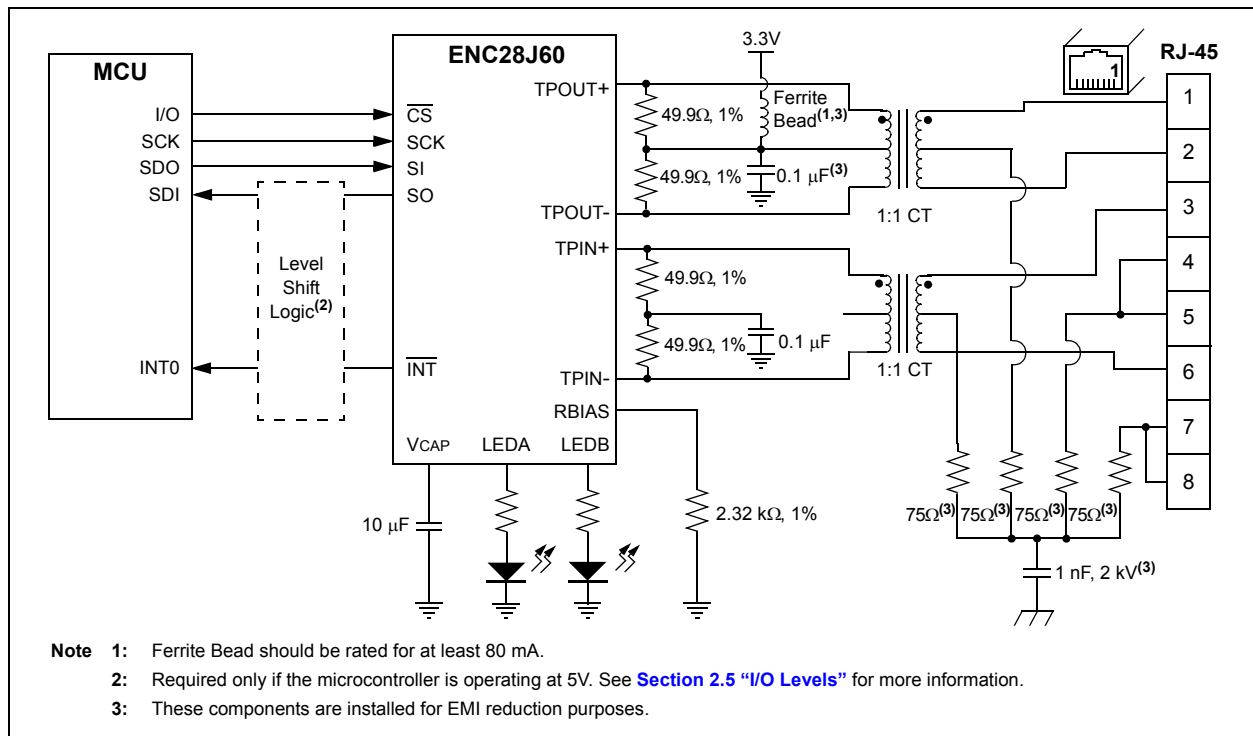 MCU
I/O
SCK
SDO
SDI
INT0
Level
Shift
Logic(2)
ENC28J60
CS
SCK
SI
SO
INT
TPOUT+
TPOUT-
TPIN+
TPIN-
RBIAS
VCAP
LEDA
LEDB
10 μF
2.32 kΩ, 1%
49.9Ω, 1%
49.9Ω, 1%
49.9Ω, 1%
49.9Ω, 1%
3.3V
Ferrite
Bead(1,3)
0.1 μF(3)
0.1 μF
1:1 CT
1:1 CT
1
RJ-45
1
2
3
4
5
6
7
8
75Ω(3) 75Ω(3) 75Ω(3) 75Ω(3)
1 nF, 2 kV(3)
Note 1: Ferrite Bead should be rated for at least 80 mA.
2: Required only if the microcontroller is operating at 5V. See Section 2.5 “I/O Levels” for more information.
3: These components are installed for EMI reduction purposes.